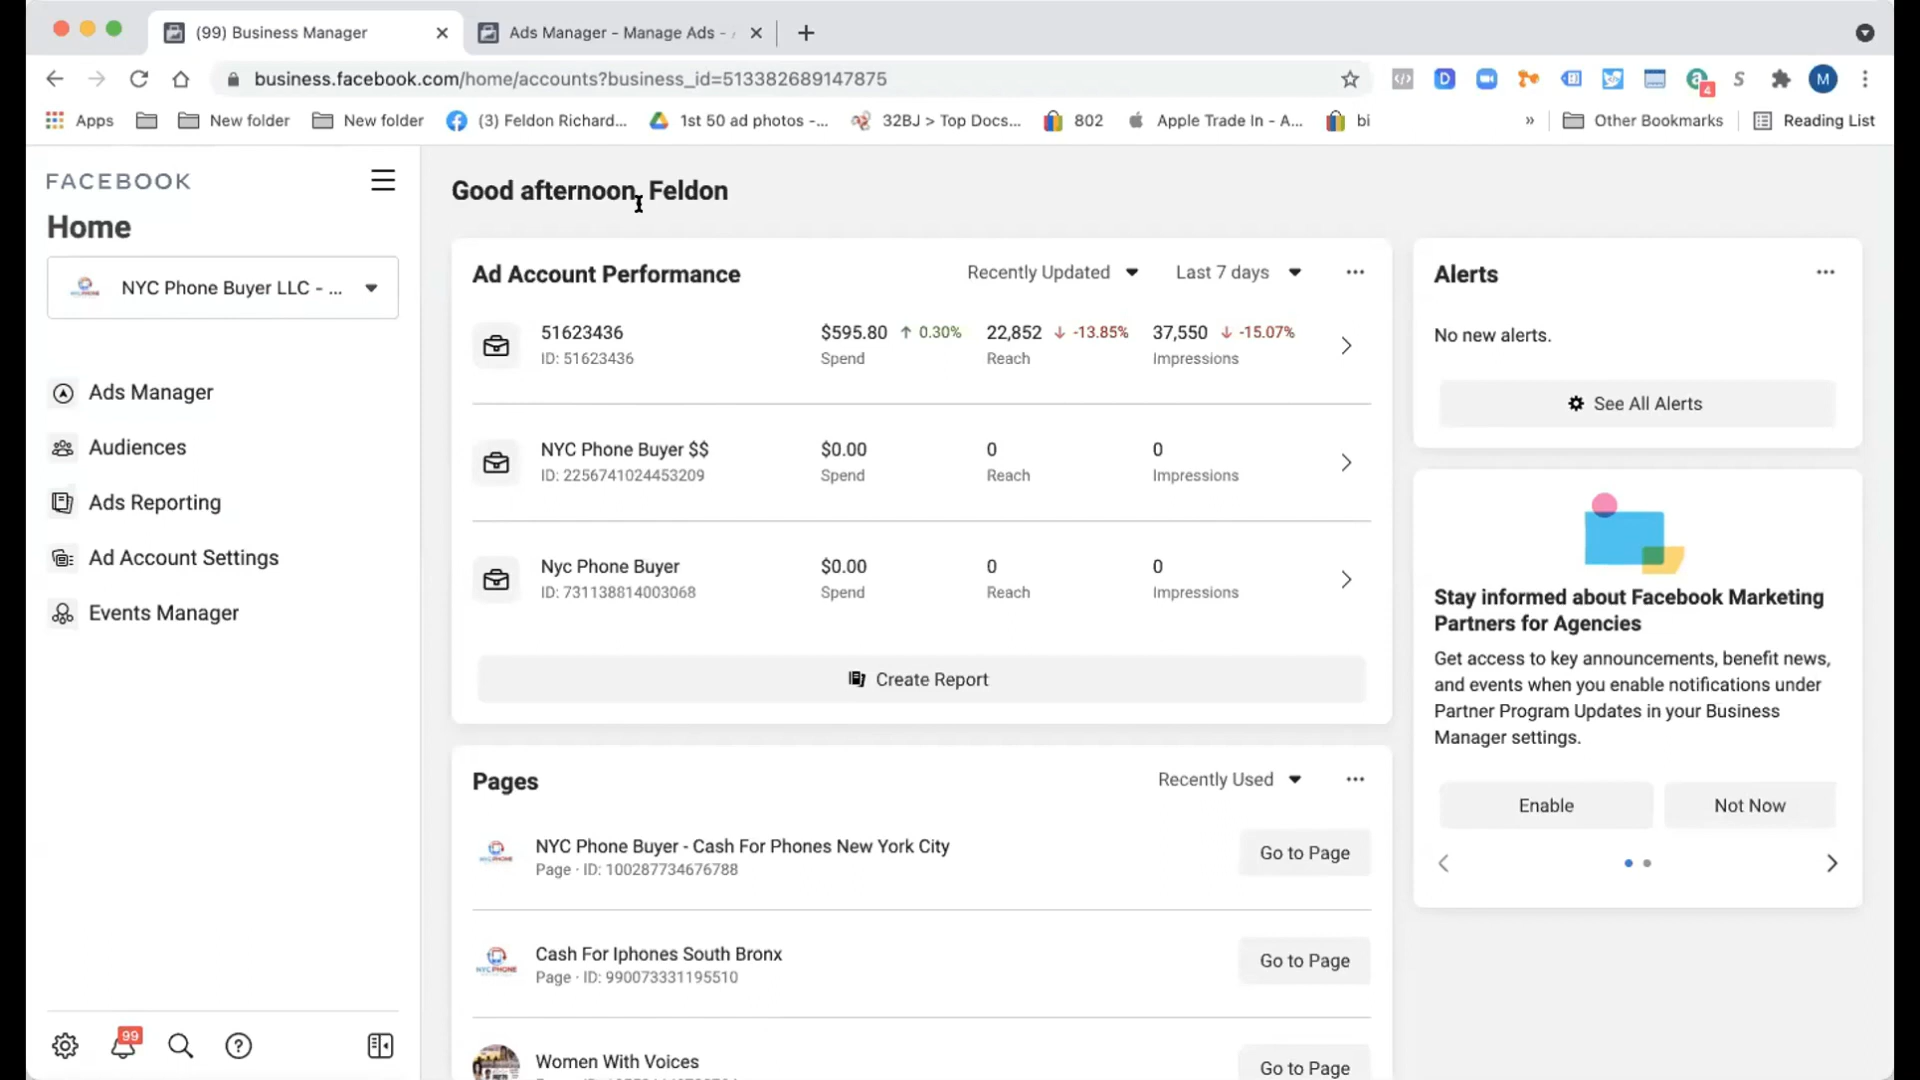 (99) Business Manager
Ads Manager - Manage Ads -
business.facebook.com/home/accounts?business_id=513382689147875
4
M
Apps
New folder
New folder
(3) Feldon Richard...
1st 50 ad photos -...
32BJ > Top Docs...
802
Apple Trade In - A...
bi
»
Other Bookmarks
Reading List
FACEBOOK
Home
NYC Phone Buyer LLC - ...
Ads Manager
Audiences
Ads Reporting
Ad Account Settings
Events Manager
99
Good afternoon, Feldon
Ad Account Performance
Recently Updated
Last 7 days
51623436
ID: 51623436
$595.80 ↑ 0.30%
Spend
22,852 ↓ -13.85%
Reach
37,550 ↓ -15.07%
Impressions
NYC Phone Buyer $$
ID: 2256741024453209
$0.00
Spend
0
Reach
0
Impressions
Nyc Phone Buyer
ID: 731138814003068
$0.00
Spend
0
Reach
0
Impressions
Create Report
Pages
Recently Used
NYC Phone Buyer - Cash For Phones New York City
Page · ID: 100287734676788
Go to Page
Cash For Iphones South Bronx
Page · ID: 990073331195510
Go to Page
Women With Voices
Go to Page
Alerts
No new alerts.
See All Alerts
Stay informed about Facebook Marketing
Partners for Agencies
Get access to key announcements, benefit news,
and events when you enable notifications under
Partner Program Updates in your Business
Manager settings.
Enable
Not Now